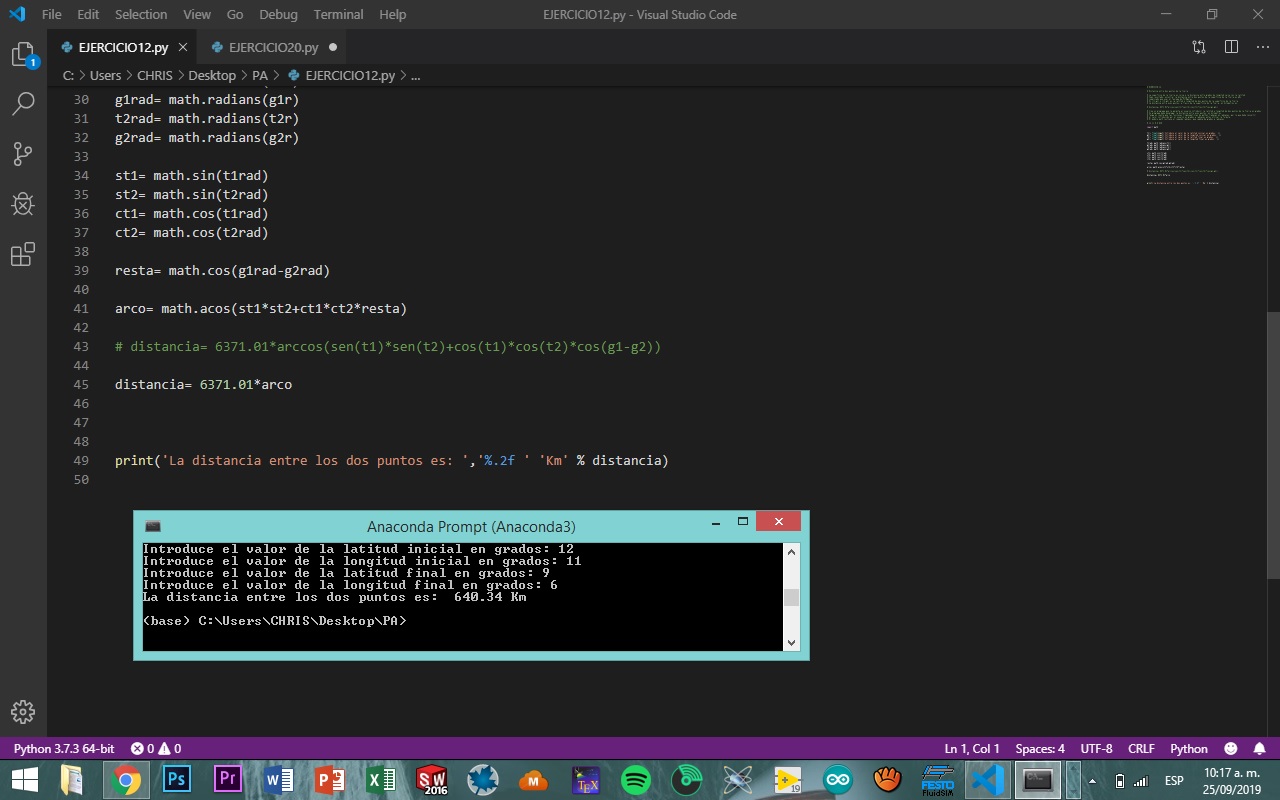 File Edit Selection View Go Debug Terminal Help EJERCICIO12.py - Visual Studio Code
EJERCICIO12.py EJERCICIO20.py
C: > Users > CHRIS > Desktop > PA > EJERCICIO12.py > ...
1
30 g1rad= math.radians(g1r)
31 t2rad= math.radians(t2r)
32 g2rad= math.radians(g2r)
33
34 st1= math.sin(t1rad)
35 st2= math.sin(t2rad)
36 ct1= math.cos(t1rad)
37 ct2= math.cos(t2rad)
38
39 resta= math.cos(g1rad-g2rad)
40
41 arco= math.acos(st1*st2+ct1*ct2*resta)
42
43 # distancia= 6371.01*arccos(sen(t1)*sen(t2)+cos(t1)*cos(t2)*cos(g1-g2))
44
45 distancia= 6371.01*arco
46
47
48
49 print('La distancia entre los dos puntos es: ','%.2f ' 'Km' % distancia)
50
Anaconda Prompt (Anaconda3)
Introduce el valor de la latitud inicial en grados: 12
Introduce el valor de la longitud inicial en grados: 11
Introduce el valor de la latitud final en grados: 9
Introduce el valor de la longitud final en grados: 6
La distancia entre los dos puntos es:  640.34 Km
(base) C:\Users\CHRIS\Desktop\PA>
Python 3.7.3 64-bit 0 0 Ln 1, Col 1 Spaces: 4 UTF-8 CRLF Python
Ps Pr SW 2016 TEX 19 FESTO FluidSIM ESP
10:17 a. m.
25/09/2019